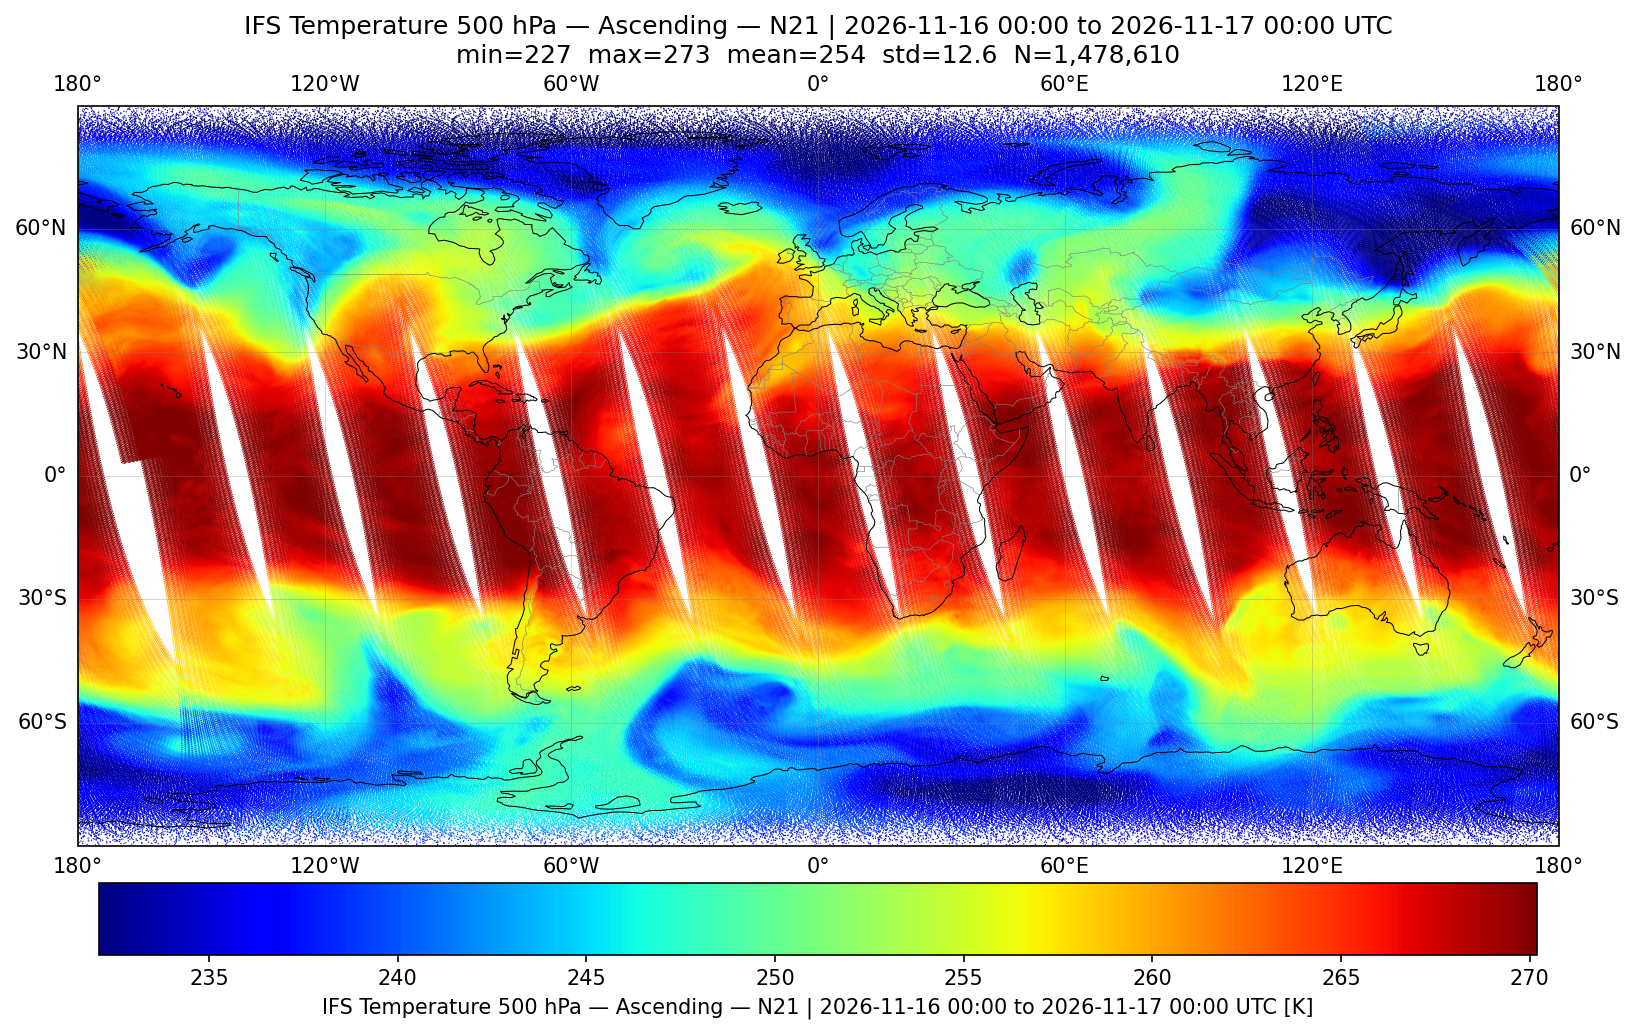 IFS Temperature 500 hPa — Ascending — N21 | 2026-11-16 00:00 to 2026-11-17 00:00 UTC
min=227 max=273 mean=254 std=12.6 N=1,478,610
180° 120°W 60°W 0° 60°E 120°E 180°
60°N 60°N
30°N 30°N
0° 0°
30°S 30°S
60°S 60°S
180° 120°W 60°W 0° 60°E 120°E 180°
235 240 245 250 255 260 265 270
IFS Temperature 500 hPa — Ascending — N21 | 2026-11-16 00:00 to 2026-11-17 00:00 UTC [K]